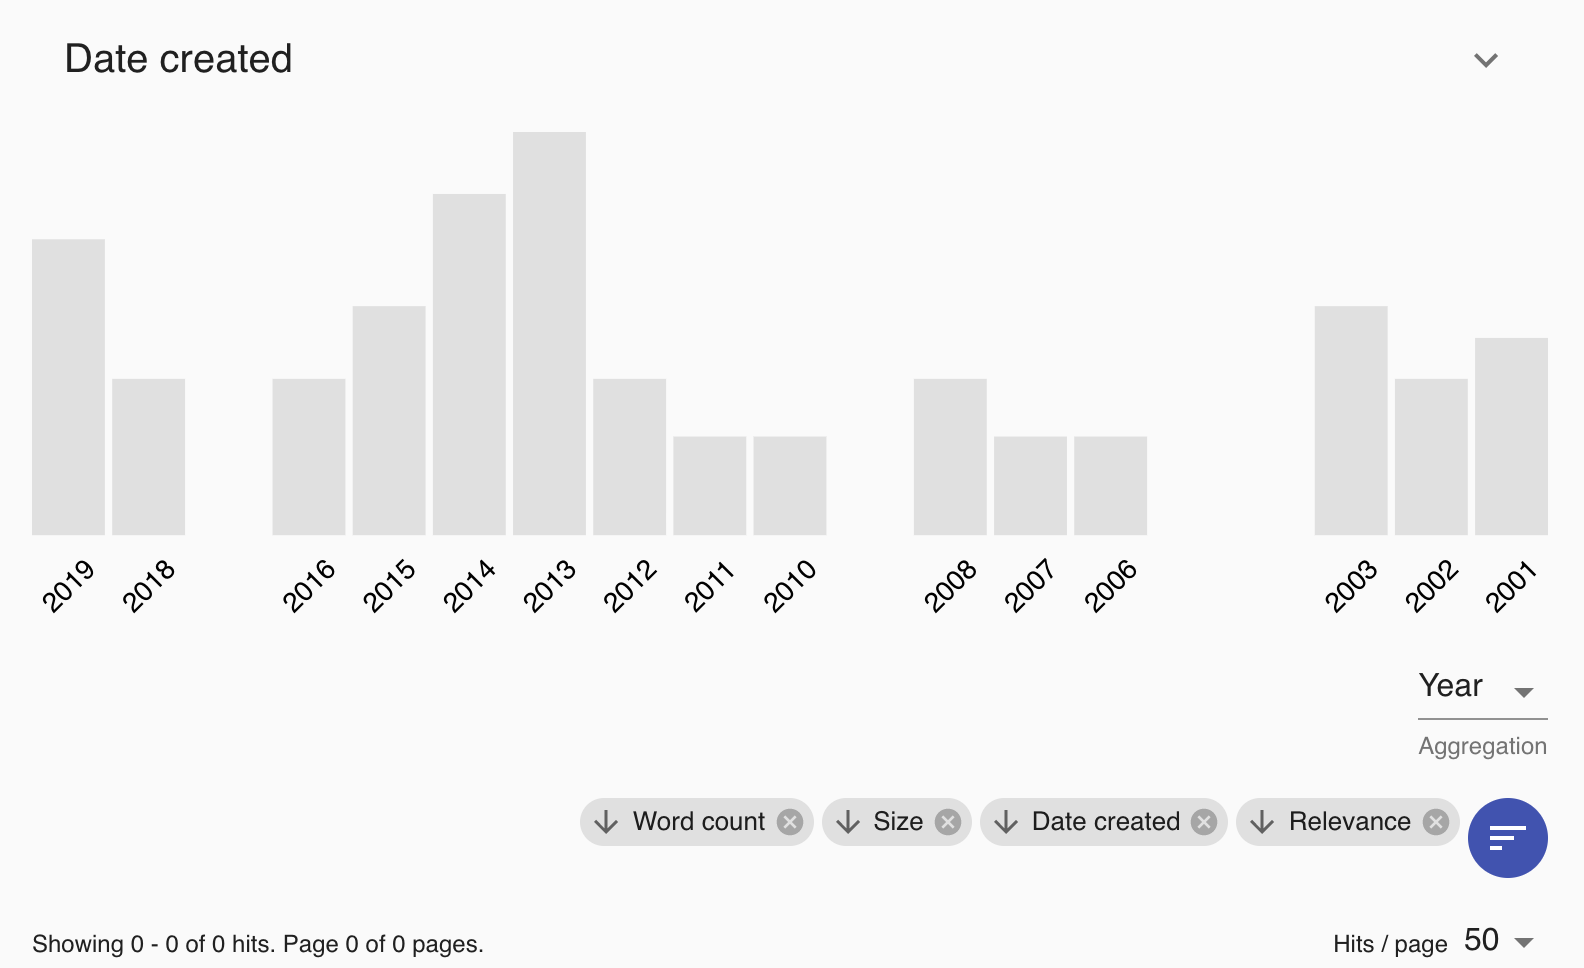 Date created
2019 2018 2016 2015 2014 2013 2012 2011 2010 2008 2007 2006 2003 2002 2001
Year
Aggregation
Word count Size Date created Relevance
Showing 0 - 0 of 0 hits. Page 0 of 0 pages. Hits / page 50